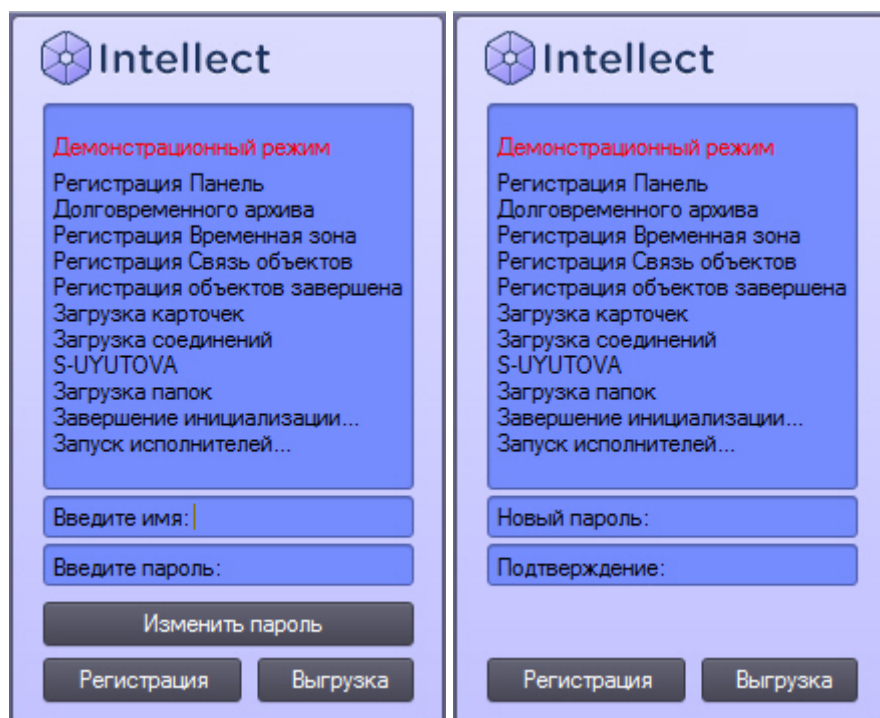 Intellect
Демонстрационный режим
Регистрация Панель
Долговременного архива
Регистрация Временная зона
Регистрация Связь объектов
Регистрация объектов завершена
Загрузка карточек
Загрузка соединений
S-UYUTOVA
Загрузка папок
Завершение инициализации...
Запуск исполнителей...
Введите имя:
Введите пароль:
Изменить пароль
Регистрация
Выгрузка
Intellect
Демонстрационный режим
Регистрация Панель
Долговременного архива
Регистрация Временная зона
Регистрация Связь объектов
Регистрация объектов завершена
Загрузка карточек
Загрузка соединений
S-UYUTOVA
Загрузка папок
Завершение инициализации...
Запуск исполнителей...
Новый пароль:
Подтверждение:
Регистрация
Выгрузка